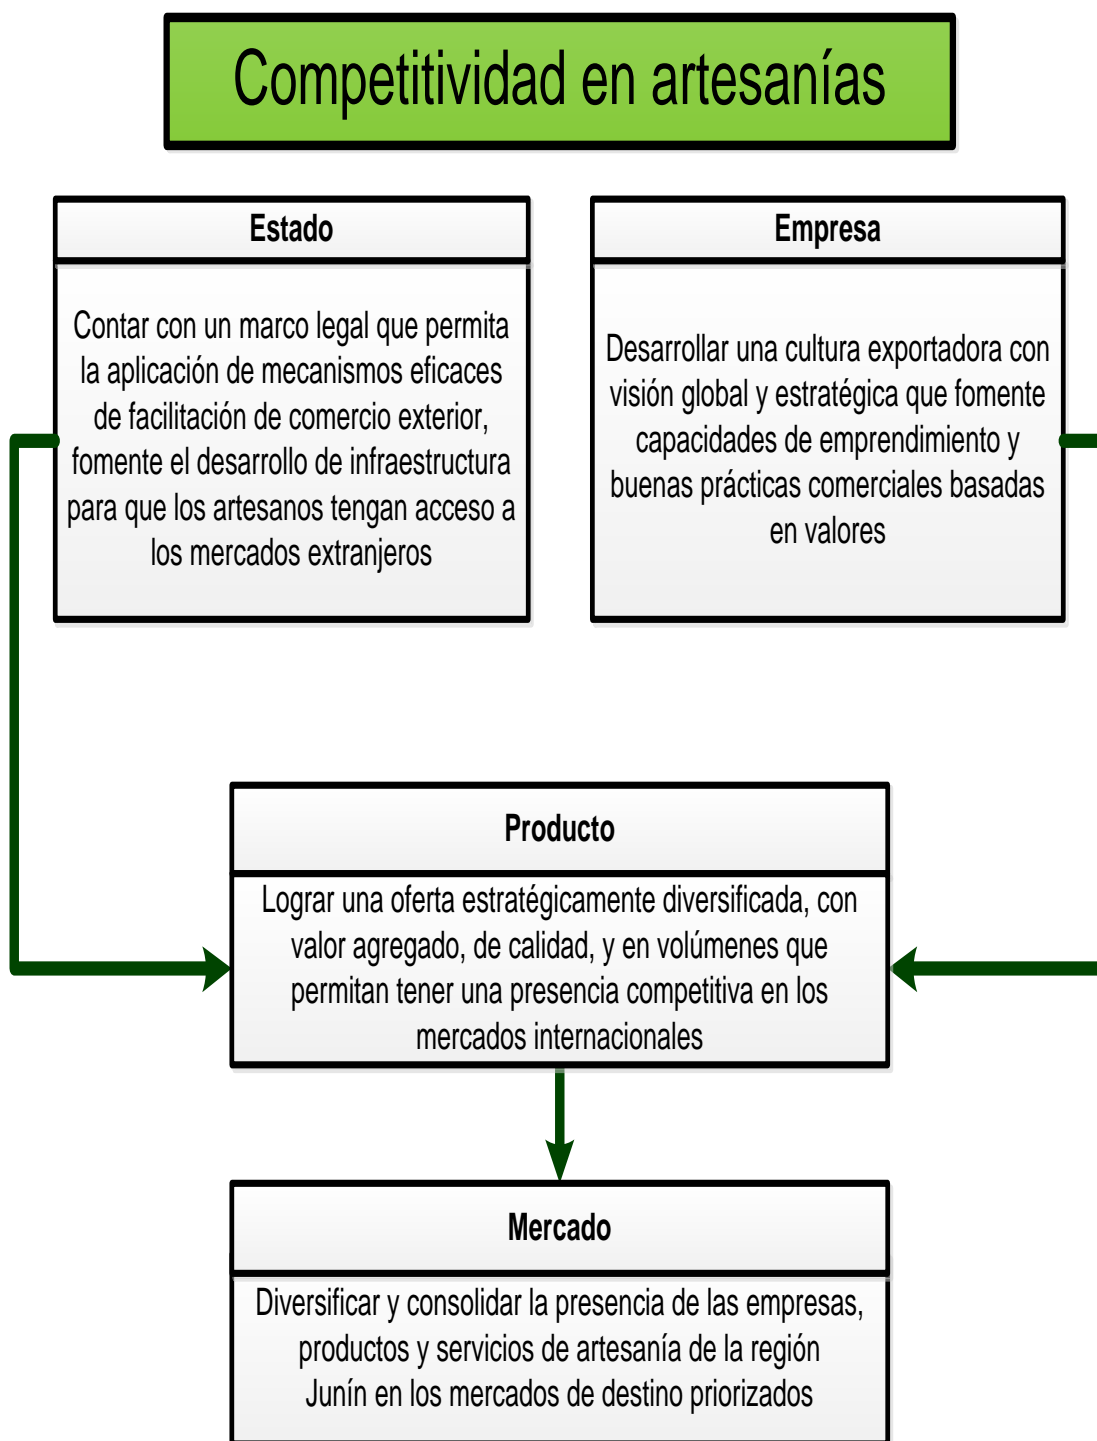 Competitividad en artesanías
Estado
Contar con un marco legal que permita
la aplicación de mecanismos eficaces
de facilitación de comercio exterior,
fomente el desarrollo de infraestructura
para que los artesanos tengan acceso a
los mercados extranjeros
Empresa
Desarrollar una cultura exportadora con
visión global y estratégica que fomente
capacidades de emprendimiento y
buenas prácticas comerciales basadas
en valores
Producto
Lograr una oferta estratégicamente diversificada, con
valor agregado, de calidad, y en volúmenes que
permitan tener una presencia competitiva en los
mercados internacionales
Mercado
Diversificar y consolidar la presencia de las empresas,
productos y servicios de artesanía de la región
Junín en los mercados de destino priorizados